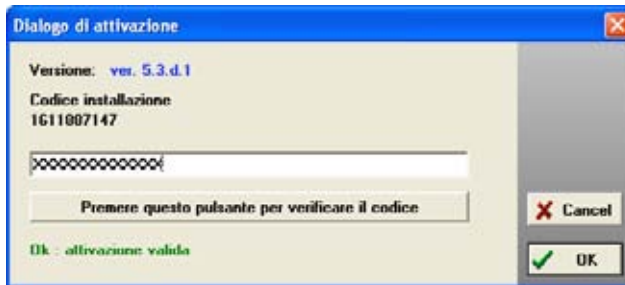 Dialogo di attivazione
Versione: ver. 5.3.d.1
Codice installazione
1611807147
XXXXXXXXXXXXXX
Premere questo pulsante per verificare il codice
Ok : attivazione valida
Cancel
OK